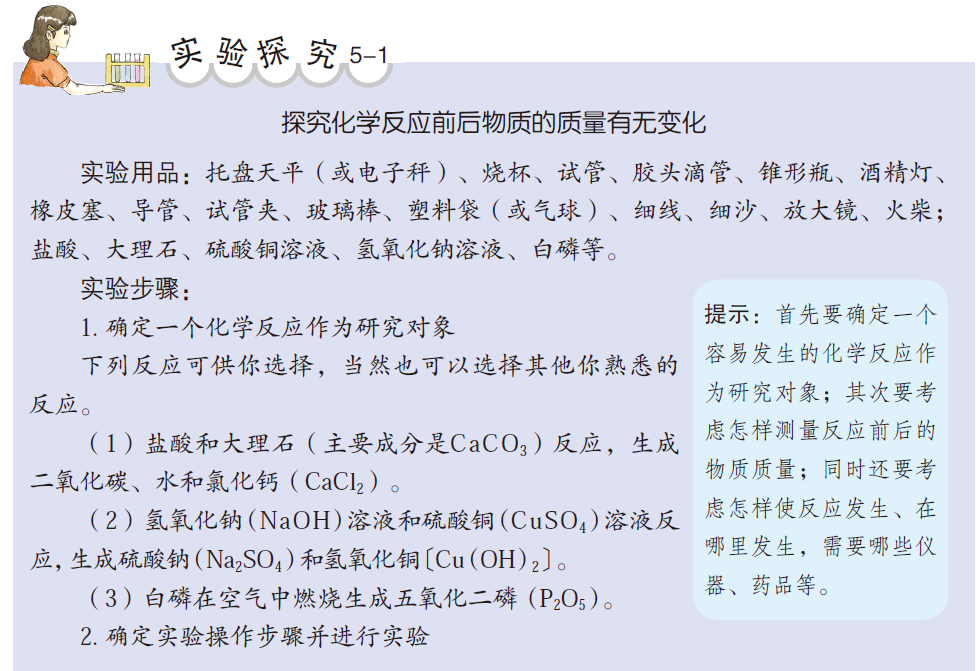 实验探究 5-1
探究化学反应前后物质的质量有无变化
实验用品：托盘天平（或电子秤）、烧杯、试管、胶头滴管、锥形瓶、酒精灯、
橡皮塞、导管、试管夹、玻璃棒、塑料袋（或气球）、细线、细沙、放大镜、火柴；
盐酸、大理石、硫酸铜溶液、氢氧化钠溶液、白磷等。
实验步骤：
1. 确定一个化学反应作为研究对象
下列反应可供你选择，当然也可以选择其他你熟悉的
反应。
（1）盐酸和大理石（主要成分是CaCO₃）反应，生成
二氧化碳、水和氯化钙（CaCl₂）。
（2）氢氧化钠(NaOH)溶液和硫酸铜(CuSO₄)溶液反
应，生成硫酸钠(Na₂SO₄)和氢氧化铜〔Cu(OH)₂〕。
（3）白磷在空气中燃烧生成五氧化二磷（P₂O₅）。
2. 确定实验操作步骤并进行实验
提示：首先要确定一个
容易发生的化学反应作
为研究对象；其次要考
虑怎样测量反应前后的
物质质量；同时还要考
虑怎样使反应发生、在
哪里发生，需要哪些仪
器、药品等。